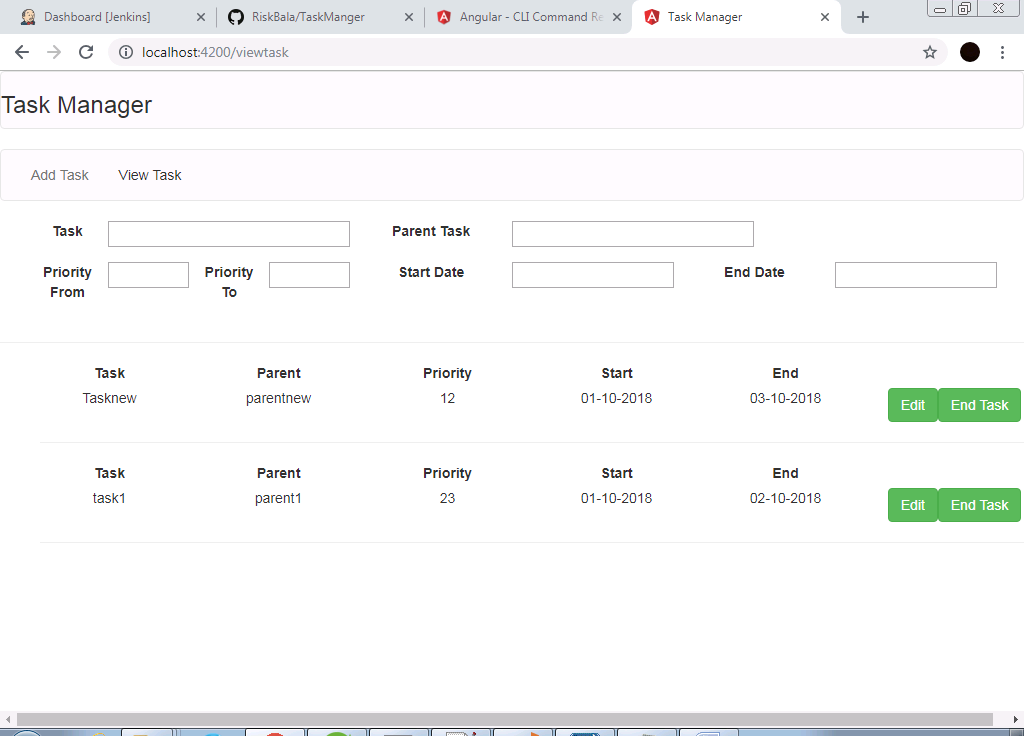 Dashboard [Jenkins]
RiskBala/TaskManger
Angular - CLI Command Re
Task Manager
localhost:4200/viewtask
Task Manager
Add Task View Task
Task Parent Task
Priority From Priority To Start Date End Date
Task Parent Priority Start End
Tasknew parentnew 12 01-10-2018 03-10-2018 Edit End Task
Task Parent Priority Start End
task1 parent1 23 01-10-2018 02-10-2018 Edit End Task